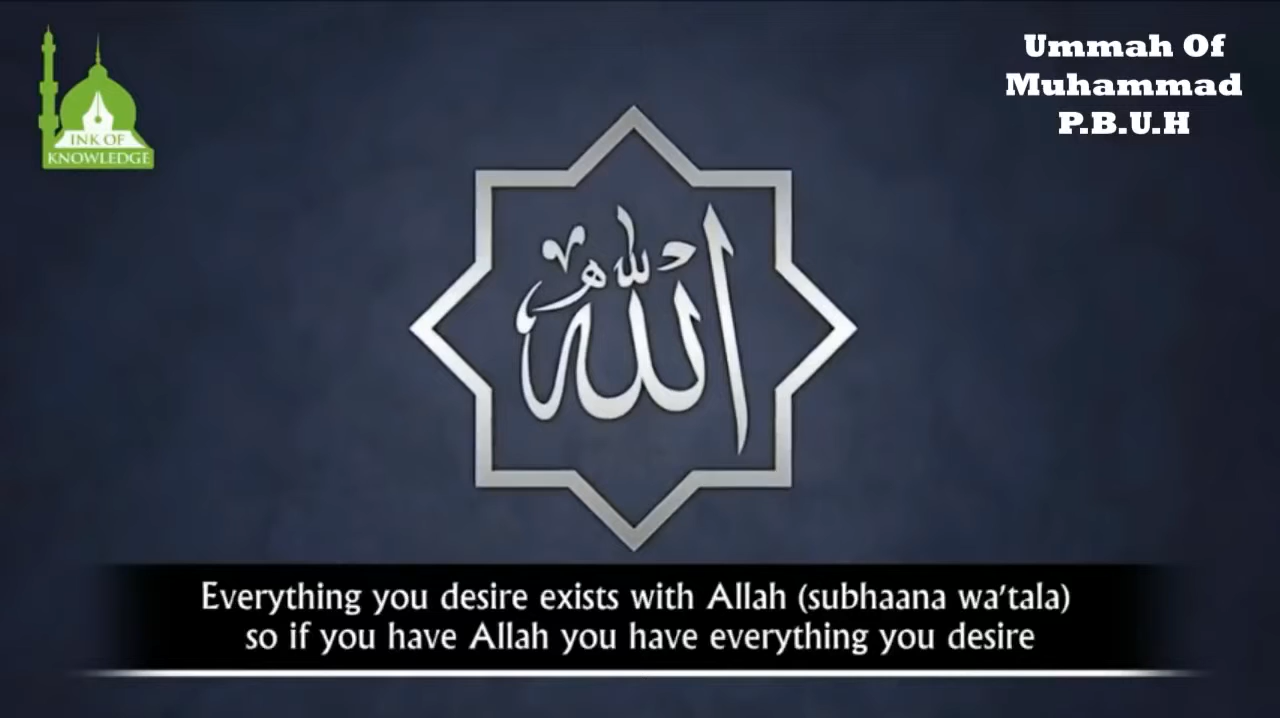 INK OF
KNOWLEDGE
Ummah Of
Muhammad
P.B.U.H
الله
Everything you desire exists with Allah (subhaana wa'tala)
so if you have Allah you have everything you desire